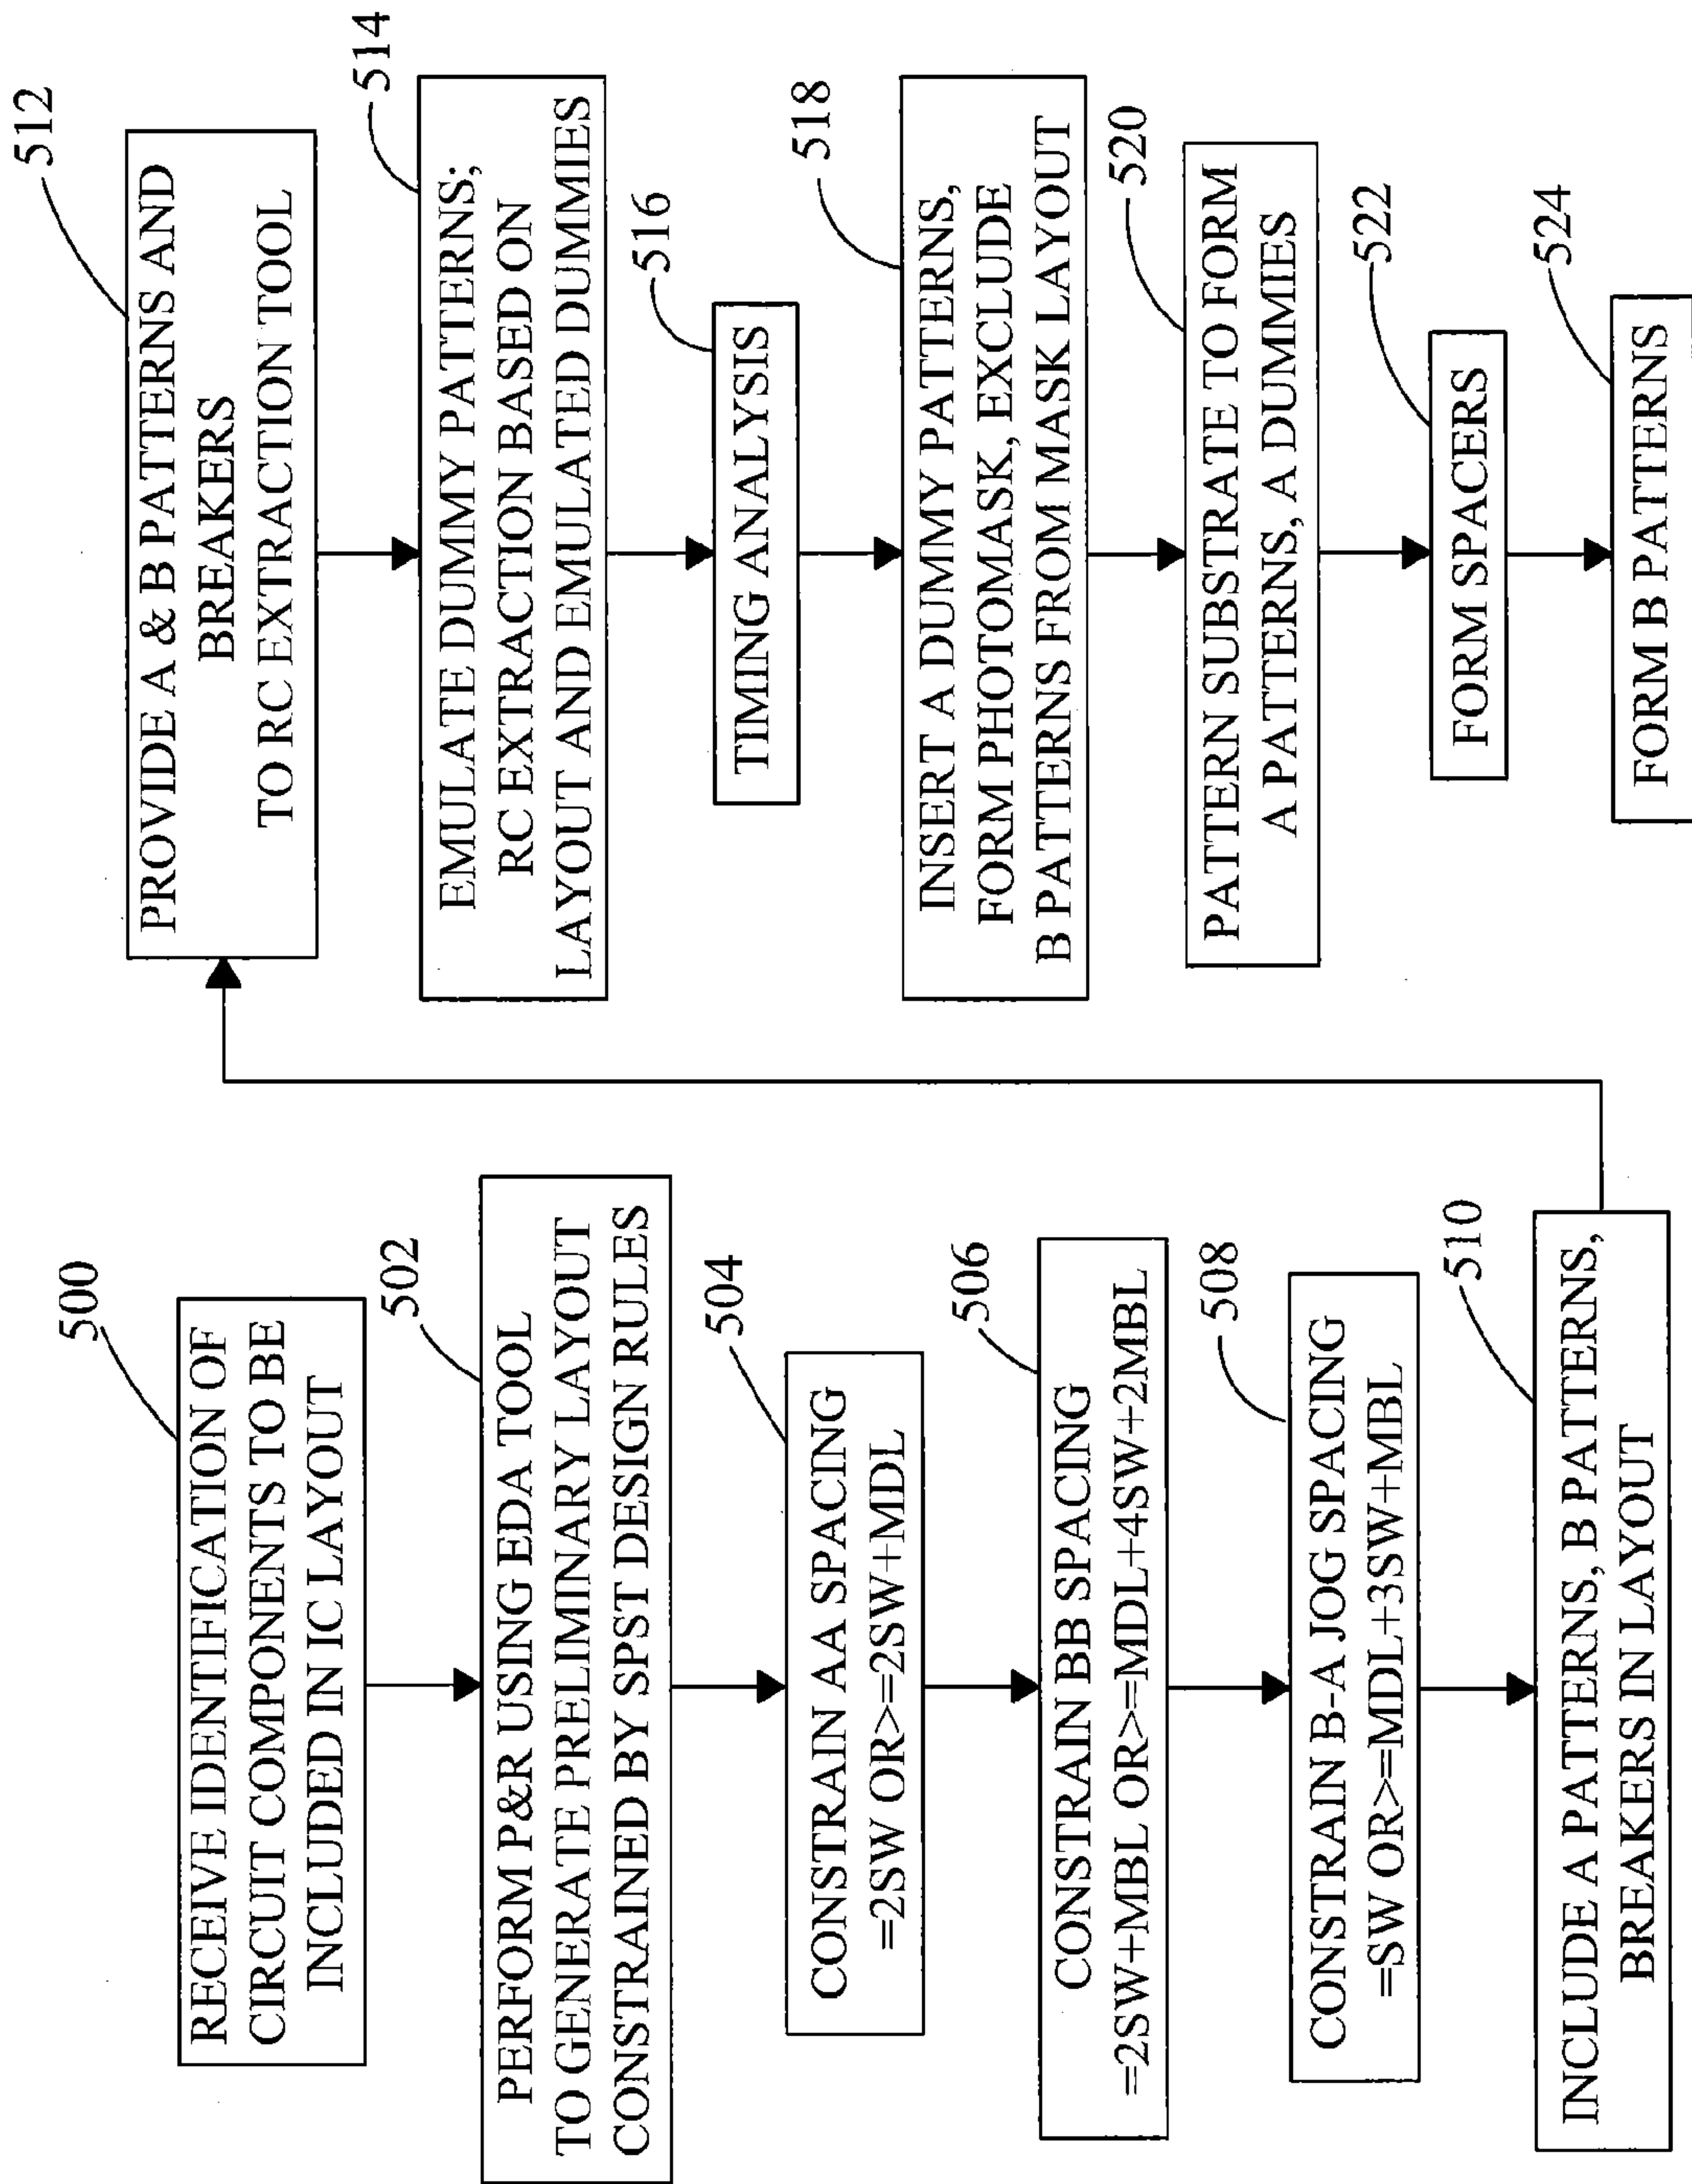 500
RECEIVE IDENTIFICATION OF
CIRCUIT COMPONENTS TO BE
INCLUDED IN IC LAYOUT
502
PERFORM P&R USING EDA TOOL
TO GENERATE PRELIMINARY LAYOUT
CONSTRAINED BY SPST DESIGN RULES
504
CONSTRAIN AA SPACING
=2SW OR>=2SW+MDL
506
CONSTRAIN BB SPACING
=2SW+MBL OR>=MDL+4SW+2MBL
508
CONSTRAIN B-A JOG SPACING
=SW OR>=MDL+3SW+MBL
510
INCLUDE A PATTERNS, B PATTERNS,
BREAKERS IN LAYOUT
512
PROVIDE A & B PATTERNS AND
BREAKERS
TO RC EXTRACTION TOOL
514
EMULATE DUMMY PATTERNS;
RC EXTRACTION BASED ON
LAYOUT AND EMULATED DUMMIES
516
TIMING ANALYSIS
518
INSERT A DUMMY PATTERNS,
FORM PHOTOMASK, EXCLUDE
B PATTERNS FROM MASK LAYOUT
520
PATTERN SUBSTRATE TO FORM
A PATTERNS, A DUMMIES
522
FORM SPACERS
524
FORM B PATTERNS